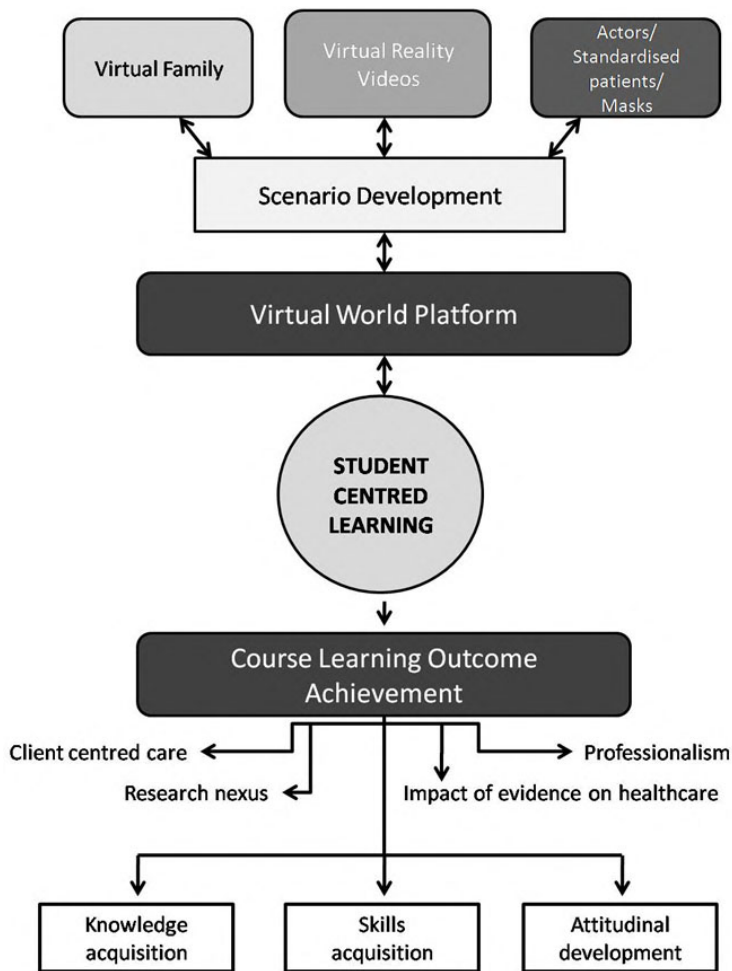 Virtual Family
Virtual Reality
Videos
Actors/
Standardised
patients/
Masks
Scenario Development
Virtual World Platform
STUDENT
CENTRED
LEARNING
Course Learning Outcome
Achievement
Client centred care
Professionalism
Research nexus
Impact of evidence on healthcare
Knowledge
acquisition
Skills
acquisition
Attitudinal
development